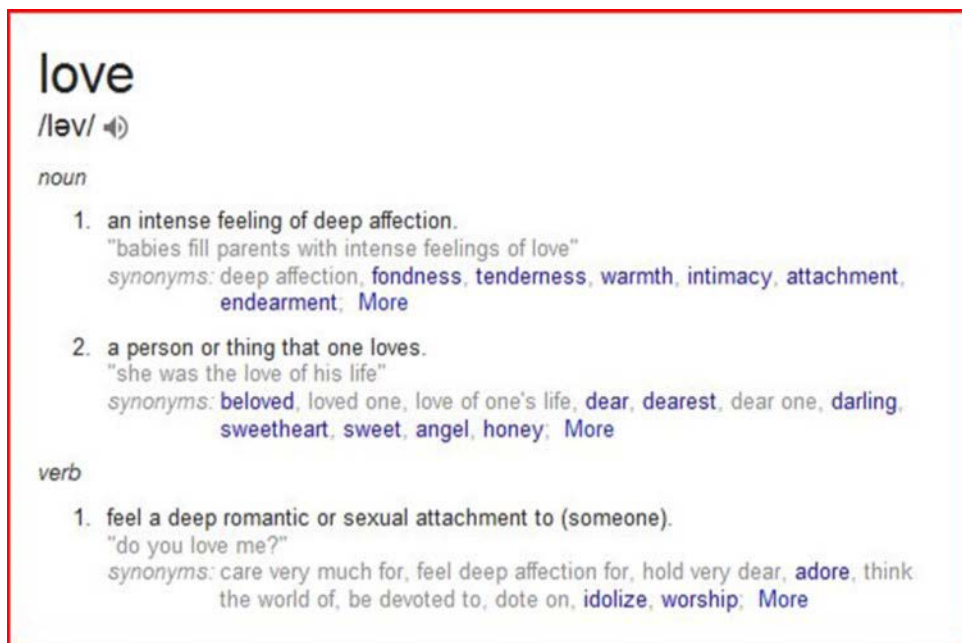 love
/ləv/
noun
1. an intense feeling of deep affection.
"babies fill parents with intense feelings of love"
synonyms: deep affection, fondness, tenderness, warmth, intimacy, attachment,
endearment; More
2. a person or thing that one loves.
"she was the love of his life"
synonyms: beloved, loved one, love of one's life, dear, dearest, dear one, darling,
sweetheart, sweet, angel, honey; More
verb
1. feel a deep romantic or sexual attachment to (someone).
"do you love me?"
synonyms: care very much for, feel deep affection for, hold very dear, adore, think
the world of, be devoted to, dote on, idolize, worship; More